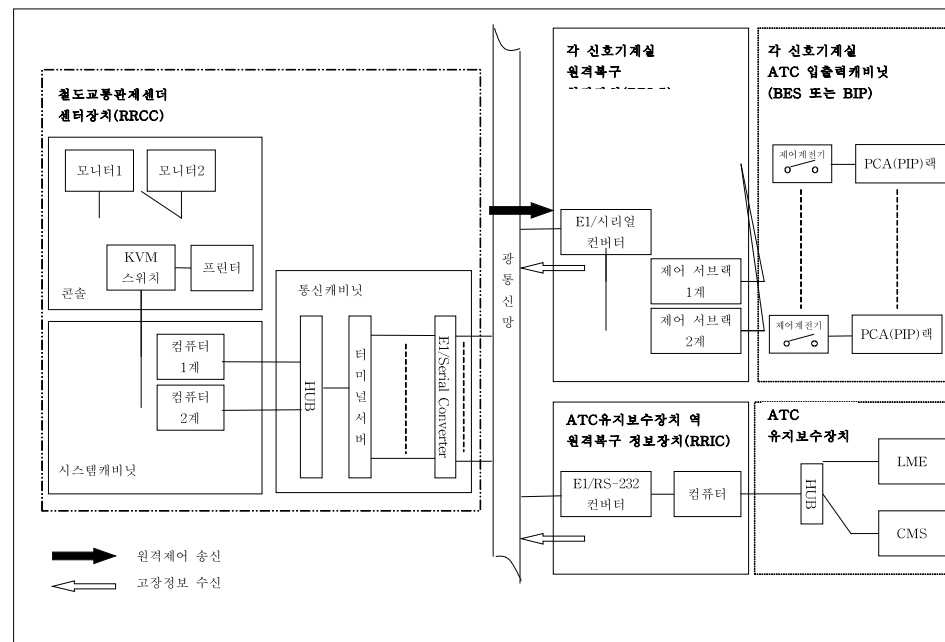 철도교통관제센터
센터장치(RRCC)
모니터1
모니터2
KVM
스위치
프린터
콘솔
컴퓨터
1계
컴퓨터
2계
시스템캐비닛
통신캐비닛
HUB
터미널서버
E1/Serial Converter
광통신망
각 신호기계실
원격복구
E1/시리얼
컨버터
제어 서브랙
1계
제어 서브랙
2계
각 신호기계실
ATC 입출력캐비닛
(BES 또는 BIP)
제어계전기
PCA(PIP)랙
제어계전기
PCA(PIP)랙
ATC유지보수장치 역
원격복구 정보장치(RRIC)
E1/RS-232
컨버터
컴퓨터
ATC
유지보수장치
HUB
LME
CMS
원격제어 송신
고장정보 수신